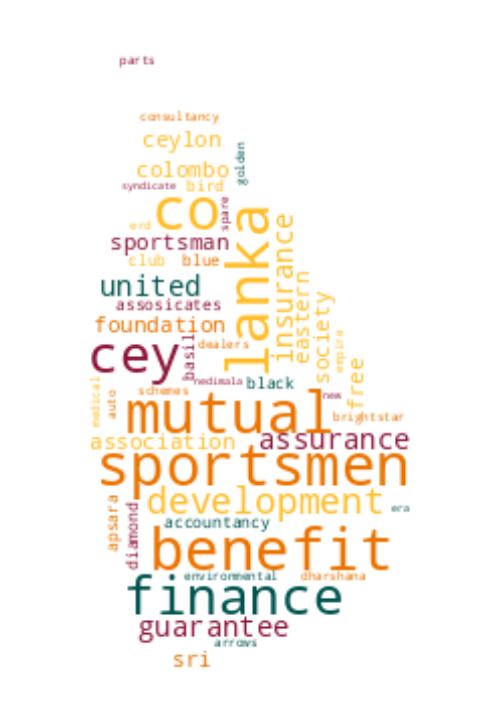 parts
consultancy
ceylon
golden
colombo
syndicate
bird
co
spare
erd
lanka
insurance
sportsman
club
blue
eastern
united
society
assosicates
foundation
empire
cey
basil
dealers
free
nedimala
black
medical
auto
schemes
new
mutual
brightstar
association
assurance
sportsmen
development
apsara
diamond
era
accountancy
benefit
environmental
dharshana
finance
guarantee
arrows
sri